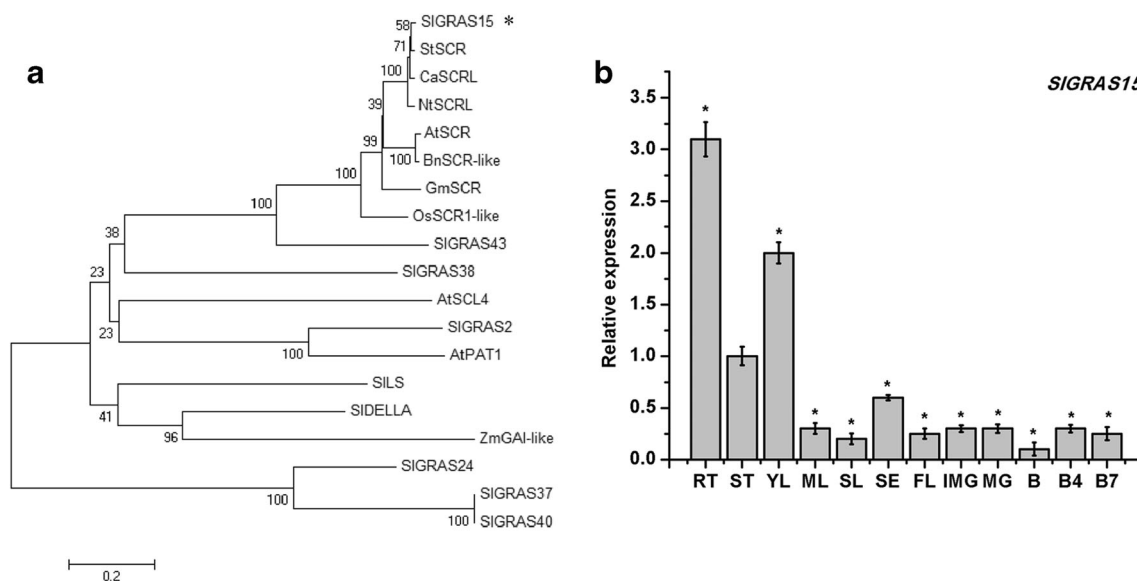 a
SlGRAS15 *
58
StSCR
71
CaSCRL
100
NtSCRL
39
AtSCR
100
BnSCR-like
99
GmSCR
100
OsSCR1-like
100
SlGRAS43
38
SlGRAS38
23
AtSCL4
23
SlGRAS2
100
AtPAT1
SlLS
41
SlDELLA
96
ZmGAI-like
SlGRAS24
100
SlGRAS37
100
SlGRAS40
0.2
b
SlGRAS15
Relative expression
3.5
3.0
2.5
2.0
1.5
1.0
0.5
0.0
* * * * * * * * * * *
RT ST YL ML SL SE FL IMG MG B B4 B7